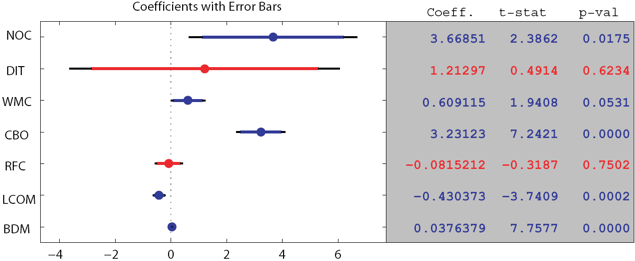 Coefficients with Error Bars
Coeff. t-stat p-val
NOC 3.66851 2.3862 0.0175
DIT 1.21297 0.4914 0.6234
WMC 0.609115 1.9408 0.0531
CBO 3.23123 7.2421 0.0000
RFC -0.0815212 -0.3187 0.7502
LCOM -0.430373 -3.7409 0.0002
BDM 0.0376379 7.7577 0.0000
−4 −2 0 2 4 6